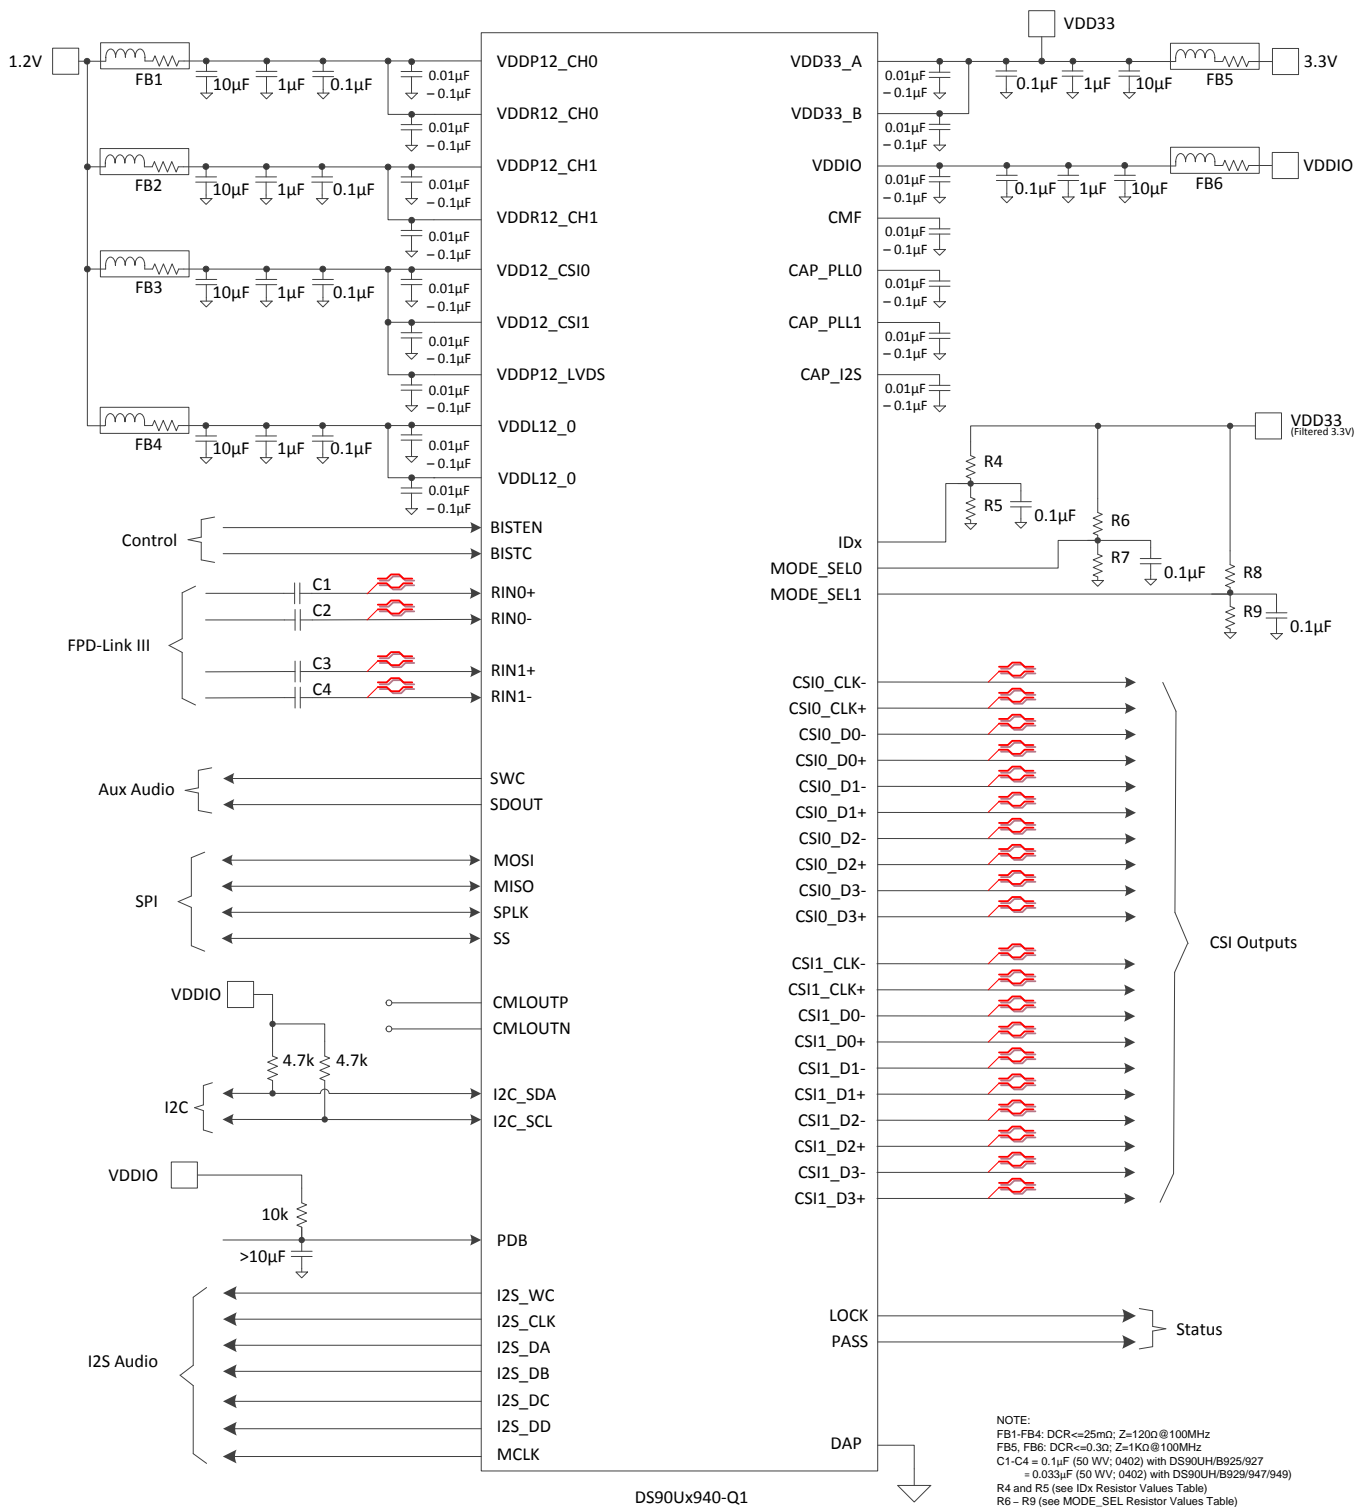 VDD33
1.2V
FB1
10µF
1µF
0.1µF
0.01µF
– 0.1µF
VDDP12_CH0
0.01µF
– 0.1µF
VDDR12_CH0
FB2
10µF
1µF
0.1µF
0.01µF
– 0.1µF
VDDP12_CH1
0.01µF
– 0.1µF
VDDR12_CH1
FB3
10µF
1µF
0.1µF
0.01µF
– 0.1µF
VDD12_CSI0
0.01µF
– 0.1µF
VDD12_CSI1
0.01µF
– 0.1µF
VDDP12_LVDS
FB4
10µF
1µF
0.1µF
0.01µF
– 0.1µF
VDDL12_0
0.01µF
– 0.1µF
VDDL12_0
Control
BISTEN
BISTC
FPD-Link III
C1
RIN0+
C2
RIN0-
C3
RIN1+
C4
RIN1-
Aux Audio
SWC
SDOUT
SPI
MOSI
MISO
SPLK
SS
VDDIO
CMLOUTP
CMLOUTN
4.7k
4.7k
I2C
I2C_SDA
I2C_SCL
VDDIO
10k
PDB
>10µF
I2S Audio
I2S_WC
I2S_CLK
I2S_DA
I2S_DB
I2S_DC
I2S_DD
MCLK
VDD33_A
0.01µF
– 0.1µF
0.1µF
1µF
10µF
FB5
3.3V
VDD33_B
0.01µF
– 0.1µF
VDDIO
0.01µF
– 0.1µF
0.1µF
1µF
10µF
FB6
VDDIO
CMF
0.01µF
– 0.1µF
CAP_PLL0
0.01µF
– 0.1µF
CAP_PLL1
0.01µF
– 0.1µF
CAP_I2S
0.01µF
– 0.1µF
VDD33
(Filtered 3.3V)
R4
R5
0.1µF
R6
R7
0.1µF
R8
R9
0.1µF
IDx
MODE_SEL0
MODE_SEL1
CSI0_CLK-
CSI0_CLK+
CSI0_D0-
CSI0_D0+
CSI0_D1-
CSI0_D1+
CSI0_D2-
CSI0_D2+
CSI0_D3-
CSI0_D3+
CSI Outputs
CSI1_CLK-
CSI1_CLK+
CSI1_D0-
CSI1_D0+
CSI1_D1-
CSI1_D1+
CSI1_D2-
CSI1_D2+
CSI1_D3-
CSI1_D3+
LOCK
PASS
Status
DAP
DS90Ux940-Q1
NOTE:
FB1-FB4: DCR<=25mΩ; Z=120Ω@100MHz
FB5, FB6: DCR<=0.3Ω; Z=1KΩ@100MHz
C1-C4 = 0.1µF (50 WV; 0402) with DS90UH/B925/927
= 0.033µF (50 WV; 0402) with DS90UH/B929/947/949)
R4 and R5 (see IDx Resistor Values Table)
R6 – R9 (see MODE_SEL Resistor Values Table)